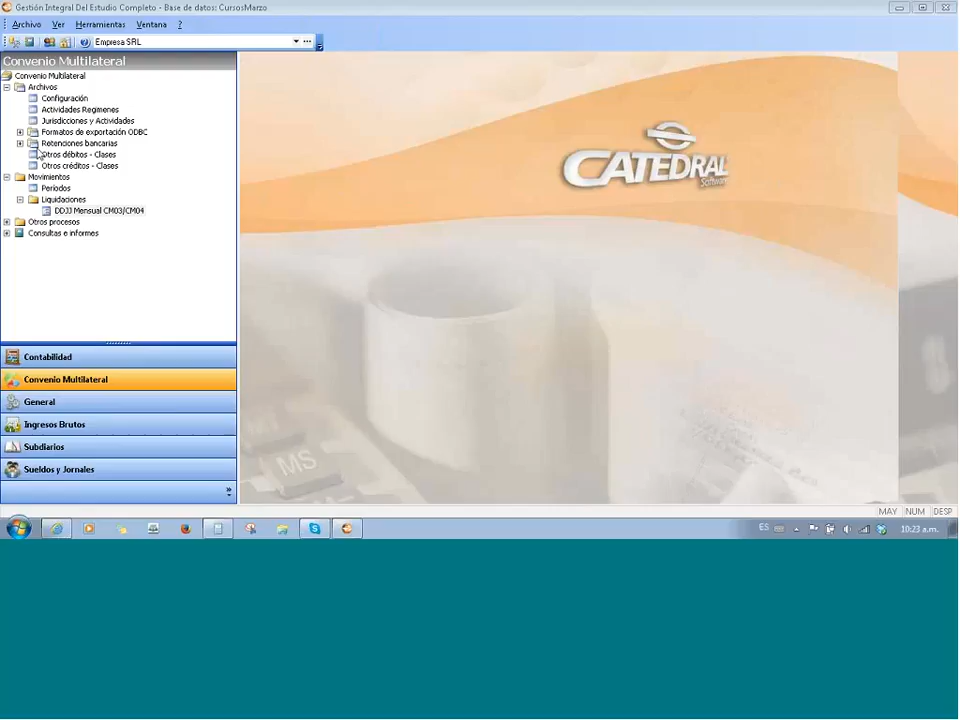 Gestión Integral Del Estudio Completo - Base de datos: CursosMarzo
Archivo Ver Herramientas Ventana ?
Empresa SRL
Convenio Multilateral
Convenio Multilateral
Archivos
Configuración
Actividades Regimenes
Jurisdicciones y Actividades
Formatos de exportación ODBC
Retenciones bancarias
Otros débitos - Clases
Otros créditos - Clases
Movimientos
Períodos
Liquidaciones
DDJJ Mensual CM03/CM04
Otros procesos
Consultas e informes
Contabilidad
Convenio Multilateral
General
Ingresos Brutos
Subdiarios
Sueldos y Jornales
CATEDRAL
Software
MS
MAY NUM DESP
ES 10:23 a.m.